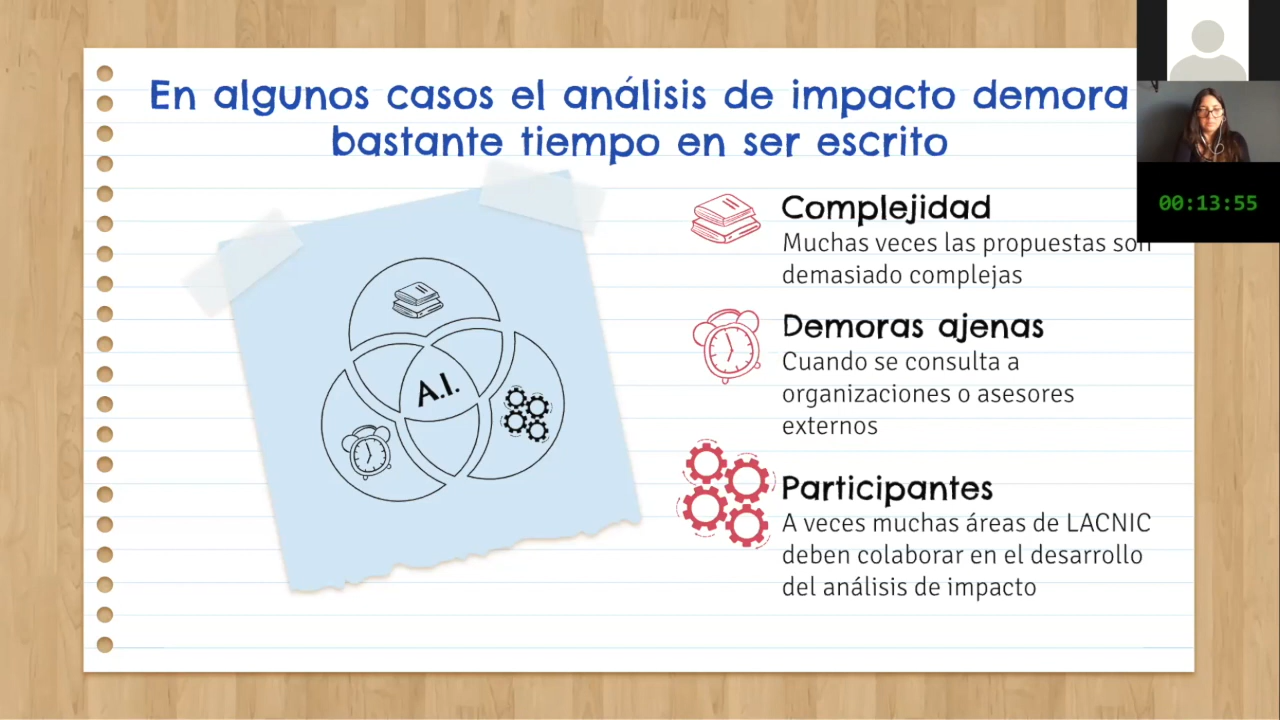 En algunos casos el análisis de impacto demora
bastante tiempo en ser escrito
A.I.
Complejidad
Muchas veces las propuestas son
demasiado complejas
Demoras ajenas
Cuando se consulta a
organizaciones o asesores
externos
Participantes
A veces muchas áreas de LACNIC
deben colaborar en el desarrollo
del análisis de impacto
00:13:55